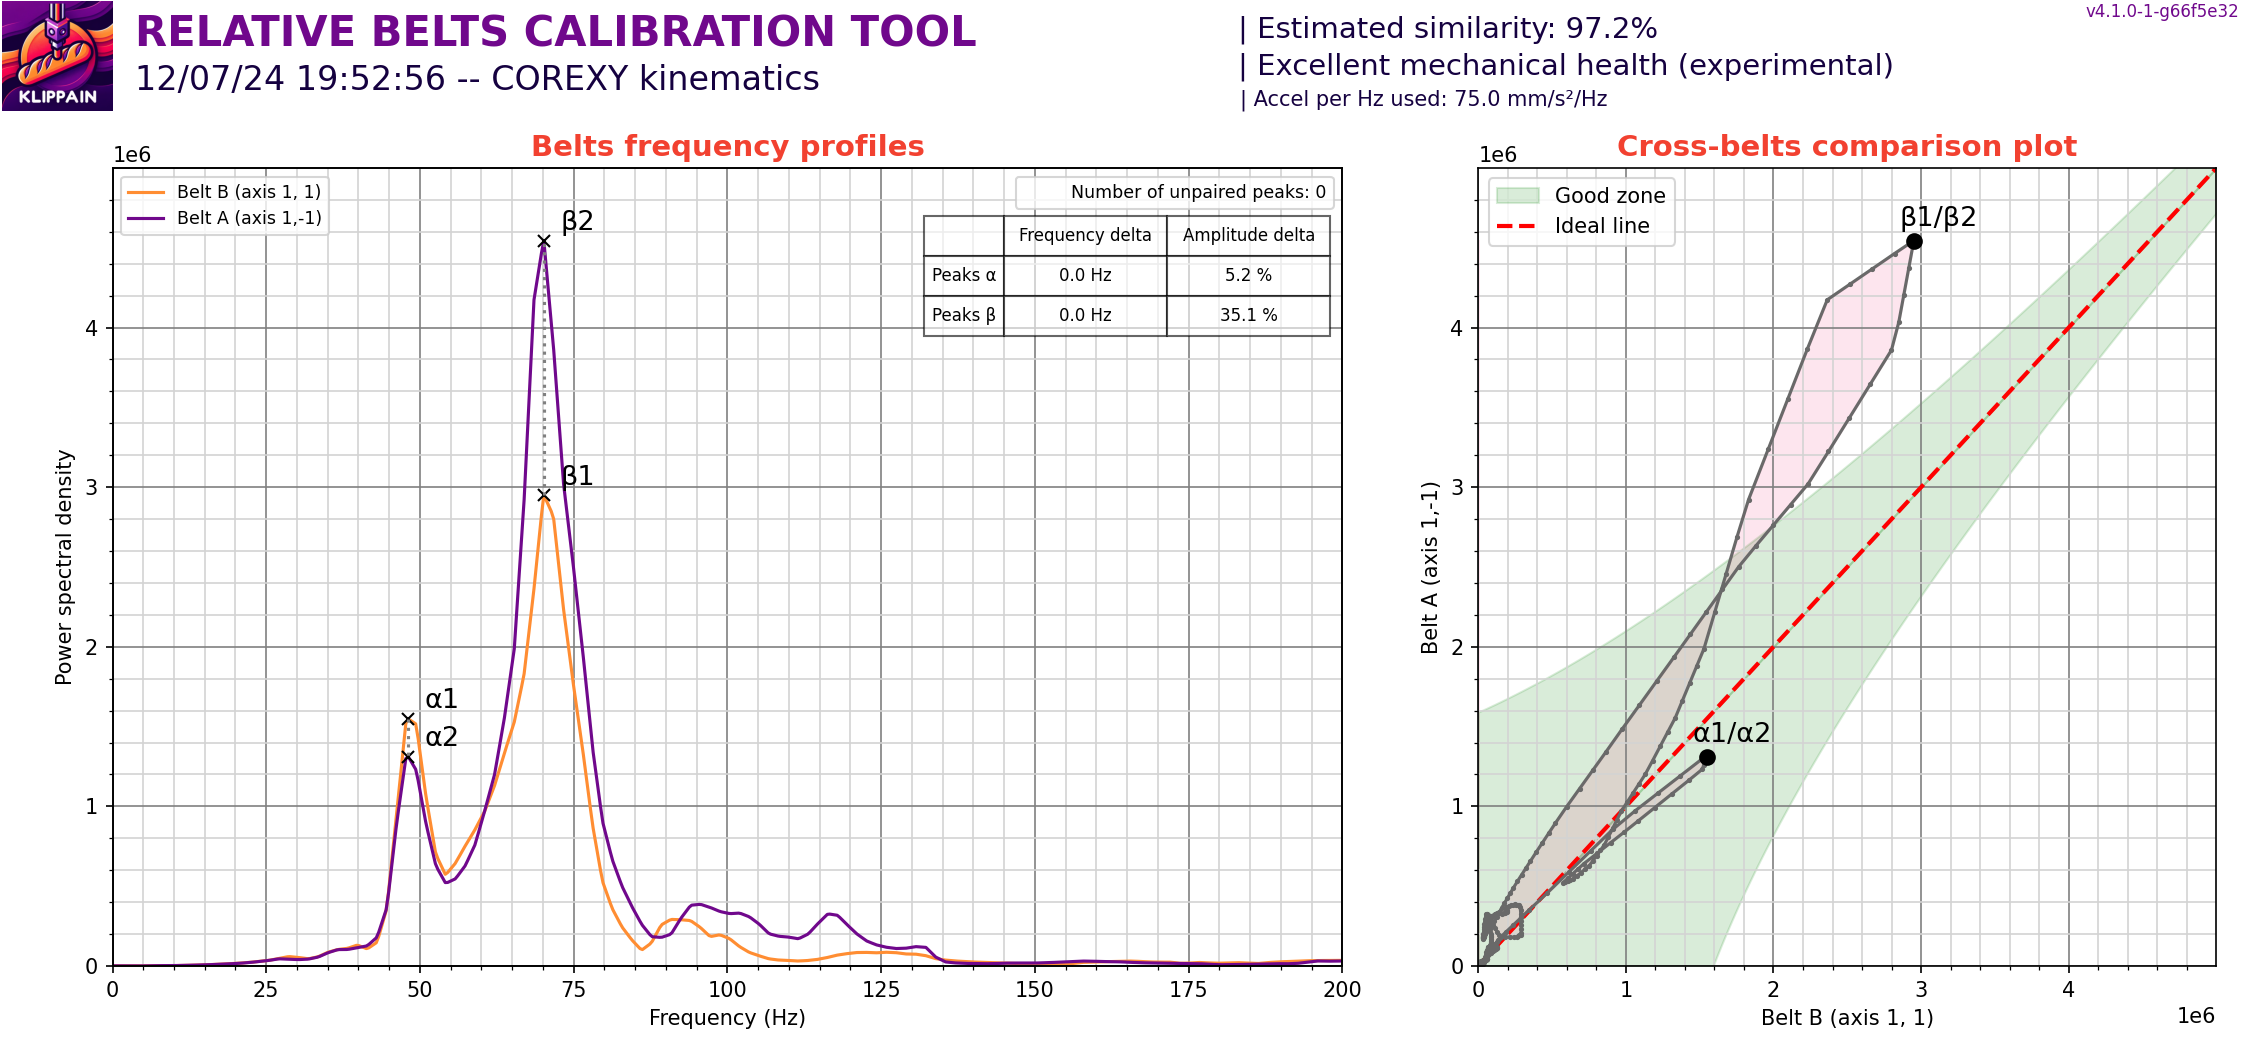 KLIPPAIN
RELATIVE BELTS CALIBRATION TOOL
12/07/24 19:52:56 -- COREXY kinematics
| Estimated similarity: 97.2%
| Excellent mechanical health (experimental)
| Accel per Hz used: 75.0 mm/s²/Hz
v4.1.0-1-g66f5e32
Belts frequency profiles
1e6
Belt B (axis 1, 1)
Belt A (axis 1,-1)
Number of unpaired peaks: 0
Frequency delta Amplitude delta
Peaks α 0.0 Hz 5.2 %
Peaks β 0.0 Hz 35.1 %
β2
β1
α1
α2
Power spectral density
4
3
2
1
0
0 25 50 75 100 125 150 175 200
Frequency (Hz)
Cross-belts comparison plot
1e6
Good zone
Ideal line
β1/β2
α1/α2
Belt A (axis 1,-1)
4
3
2
1
0
0 1 2 3 4
Belt B (axis 1, 1)
1e6